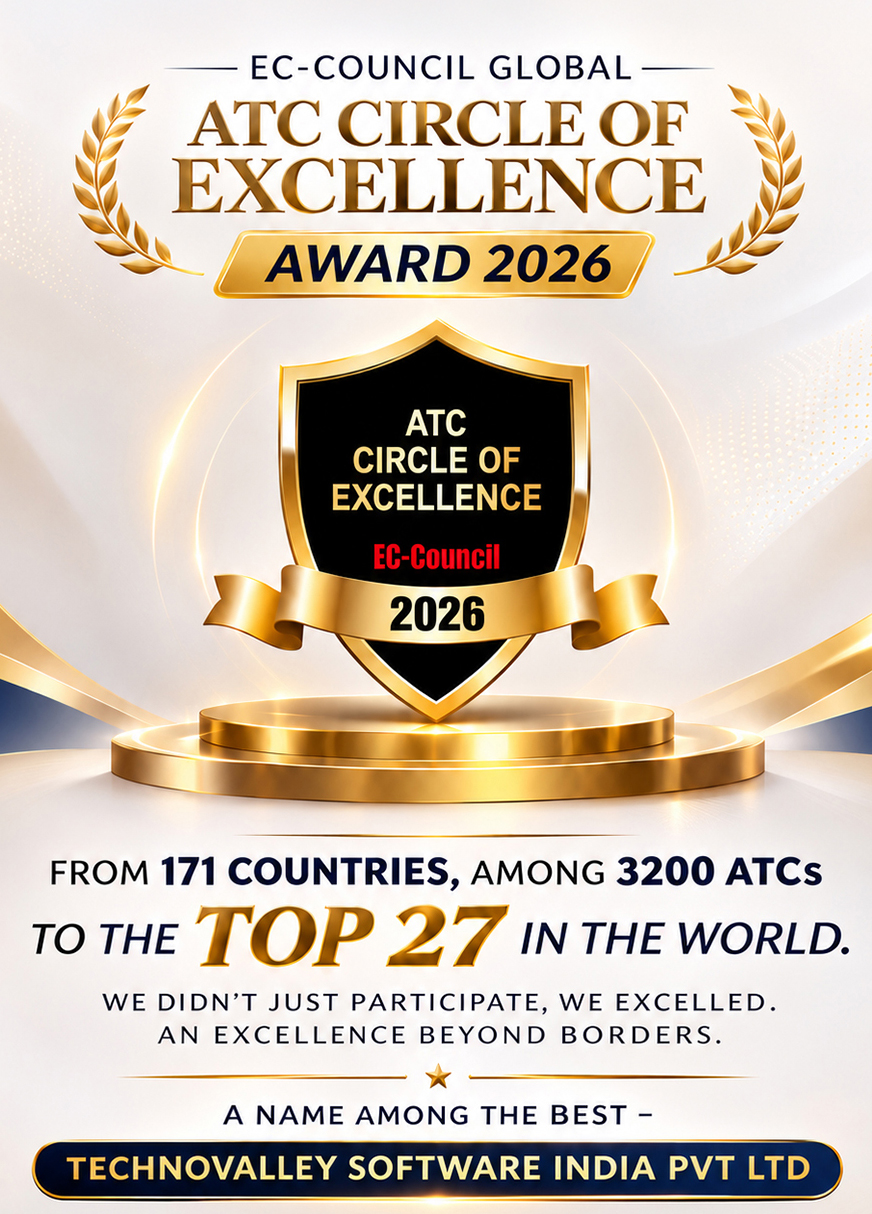 EC-COUNCIL GLOBAL
ATC CIRCLE OF
EXCELLENCE
AWARD 2026
ATC
CIRCLE OF
EXCELLENCE
EC-Council
2026
FROM 171 COUNTRIES, AMONG 3200 ATCs
TO THE TOP 27 IN THE WORLD.
WE DIDN'T JUST PARTICIPATE, WE EXCELLED.
AN EXCELLENCE BEYOND BORDERS.
A NAME AMONG THE BEST –
TECHNOVALLEY SOFTWARE INDIA PVT LTD